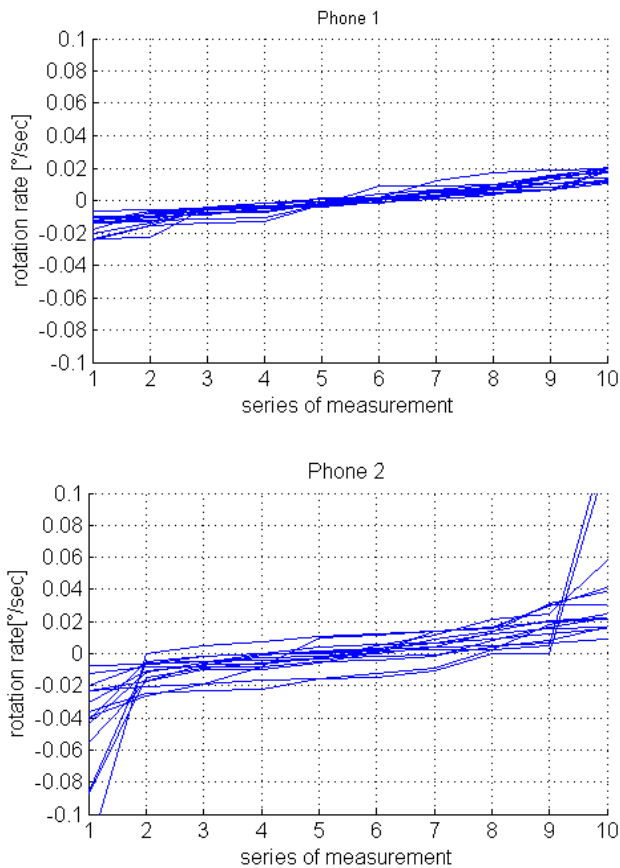 Phone 1
0.1
0.08
0.06
0.04
0.02
0
-0.02
-0.04
-0.06
-0.08
-0.1
rotation rate [°/sec]
1 2 3 4 5 6 7 8 9 10
series of measurement
Phone 2
0.1
0.08
0.06
0.04
0.02
0
-0.02
-0.04
-0.06
-0.08
-0.1
rotation rate[°/sec]
1 2 3 4 5 6 7 8 9 10
series of measurement